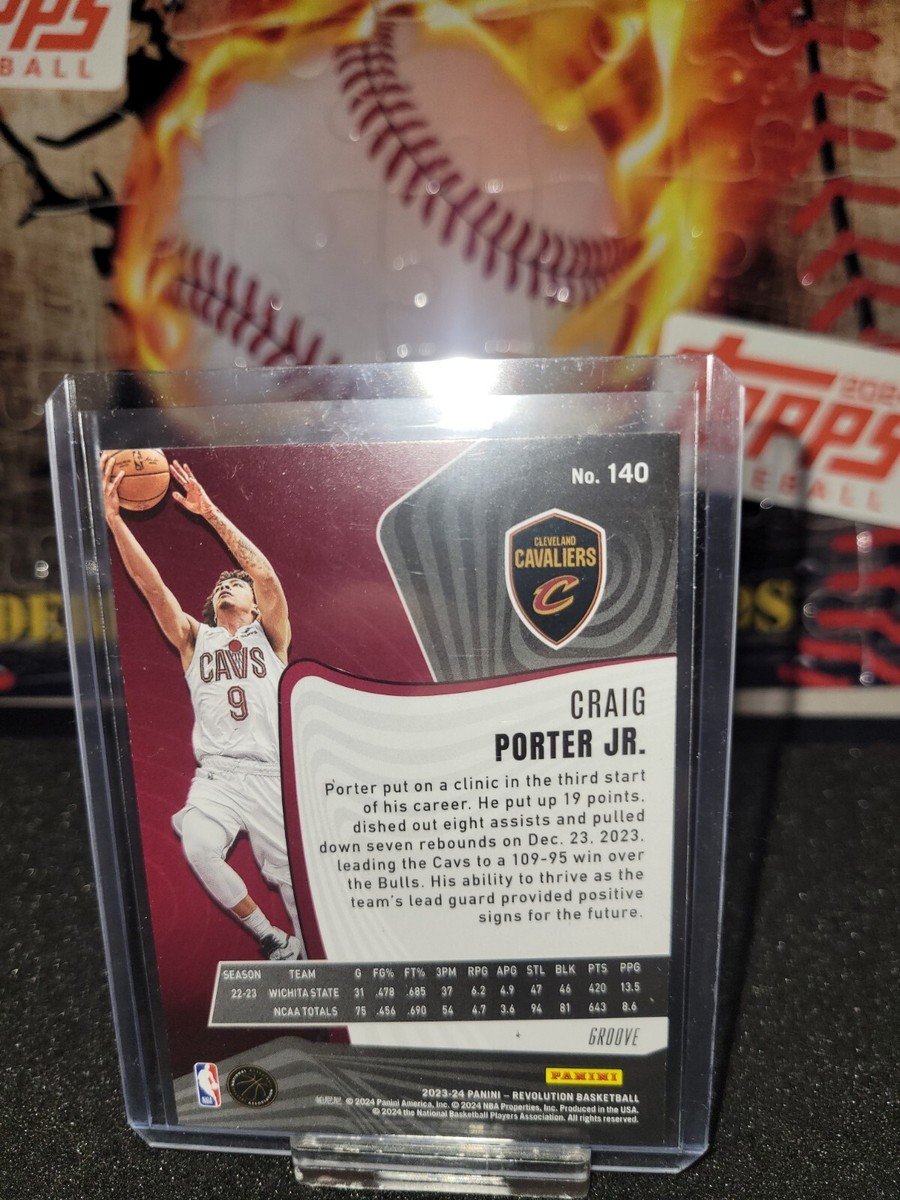 PPS
BALL
2024
TOPPS
BASEBALL
No. 140
CLEVELAND
CAVALIERS
C
CAVS
9
CRAIG
PORTER JR.
Porter put on a clinic in the third start
of his career. He put up 19 points,
dished out eight assists and pulled
down seven rebounds on Dec. 23, 2023,
leading the Cavs to a 109-95 win over
the Bulls. His ability to thrive as the
team's lead guard provided positive
signs for the future.
SEASON TEAM G FG% FT% 3PM RPG APG STL BLK PTS PPG
22-23 WICHITA STATE 31 .478 .685 37 6.2 4.9 47 46 420 13.5
NCAA TOTALS 75 .456 .690 54 4.7 3.6 94 81 643 8.6
GROOVE
PANINI
2023-24 PANINI – REVOLUTION BASKETBALL
© 2024 Panini America, Inc. © 2024 NBA Properties, Inc. Produced in the USA.
© 2024 the National Basketball Players Association. All rights reserved.